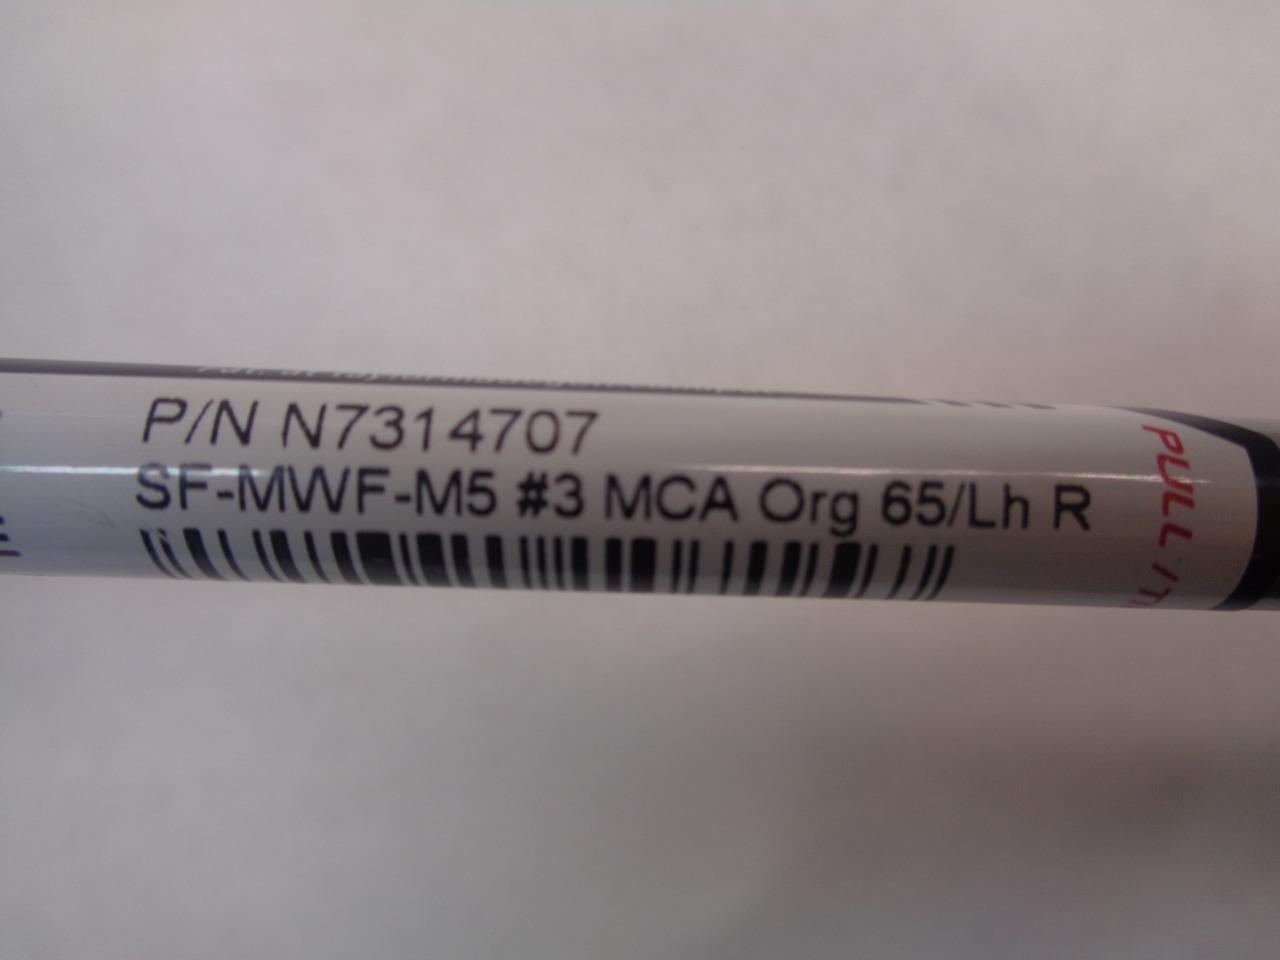 P/N N7314707
SF-MWF-M5 #3 MCA Org 65/Lh R
PULL